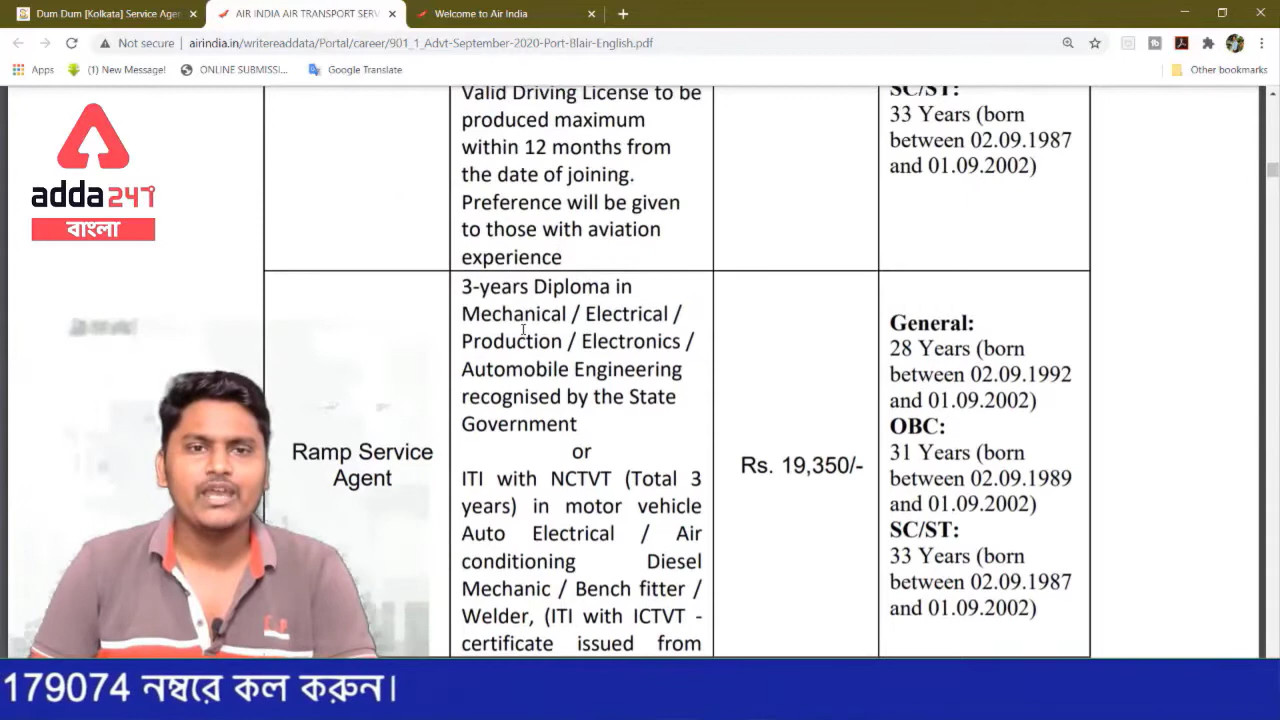 Dum Dum [Kolkata] Service Agen
AIR INDIA AIR TRANSPORT SERV
Welcome to Air India
Not secure
airindia.in/writereaddata/Portal/career/901_1_Advt-September-2020-Port-Blair-English.pdf
Apps
(1) New Message!
ONLINE SUBMISSI...
Google Translate
Other bookmarks
adda247
বাংলা
Valid Driving License to be
produced maximum
within 12 months from
the date of joining.
Preference will be given
to those with aviation
experience
SC/ST:
33 Years (born
between 02.09.1987
and 01.09.2002)
Ramp Service
Agent
3-years Diploma in
Mechanical / Electrical /
Production / Electronics /
Automobile Engineering
recognised by the State
Government
or
ITI with NCTVT (Total 3
years) in motor vehicle
Auto Electrical / Air
conditioning Diesel
Mechanic / Bench fitter /
Welder, (ITI with ICTVT -
certificate issued from
Rs. 19,350/-
General:
28 Years (born
between 02.09.1992
and 01.09.2002)
OBC:
31 Years (born
between 02.09.1989
and 01.09.2002)
SC/ST:
33 Years (born
between 02.09.1987
and 01.09.2002)
179074 নম্বরে কল করুন।